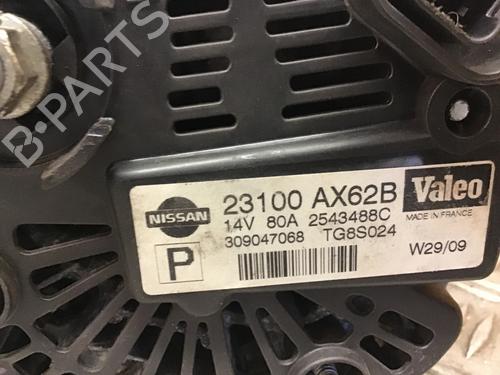 B-PARTS
NISSAN
23100 AX62B
14V 80A 2543488C
309047068 TG8S024
P
Valeo
MADE IN FRANCE
W29/09